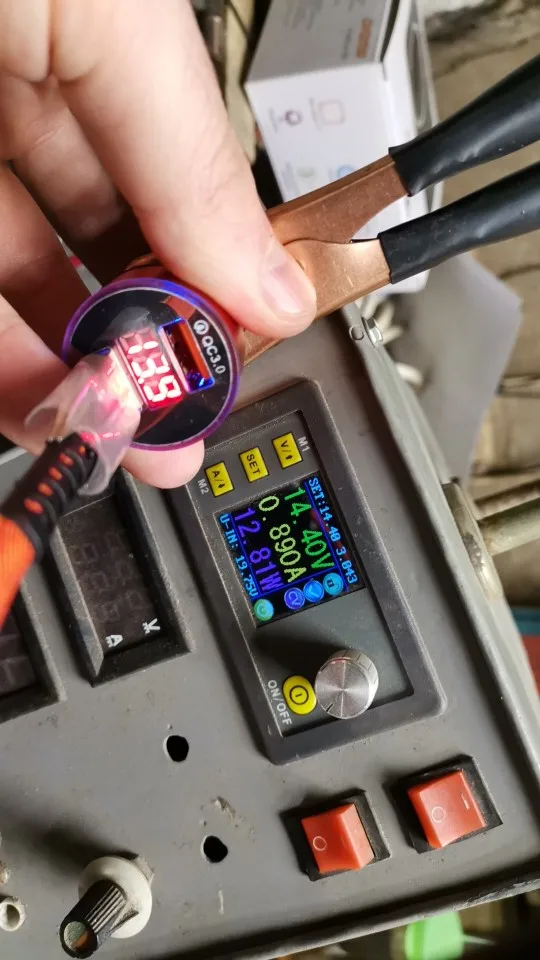 QC3.0
13.9
M1
V/⬍
SET
A/⬍
M2
SET:14.40 3.043
14.40V
0.890A
12.81W
U-IN: 19.75V
CV
ON/OFF
V
A